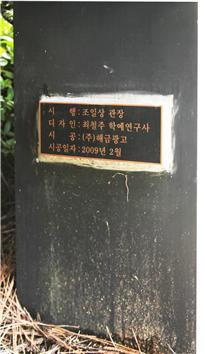 시    행 : 조일상 관장
디 자 인 : 최철주 학예연구사
시    공 : (주)해금광고
시공일자 : 2009년 2월